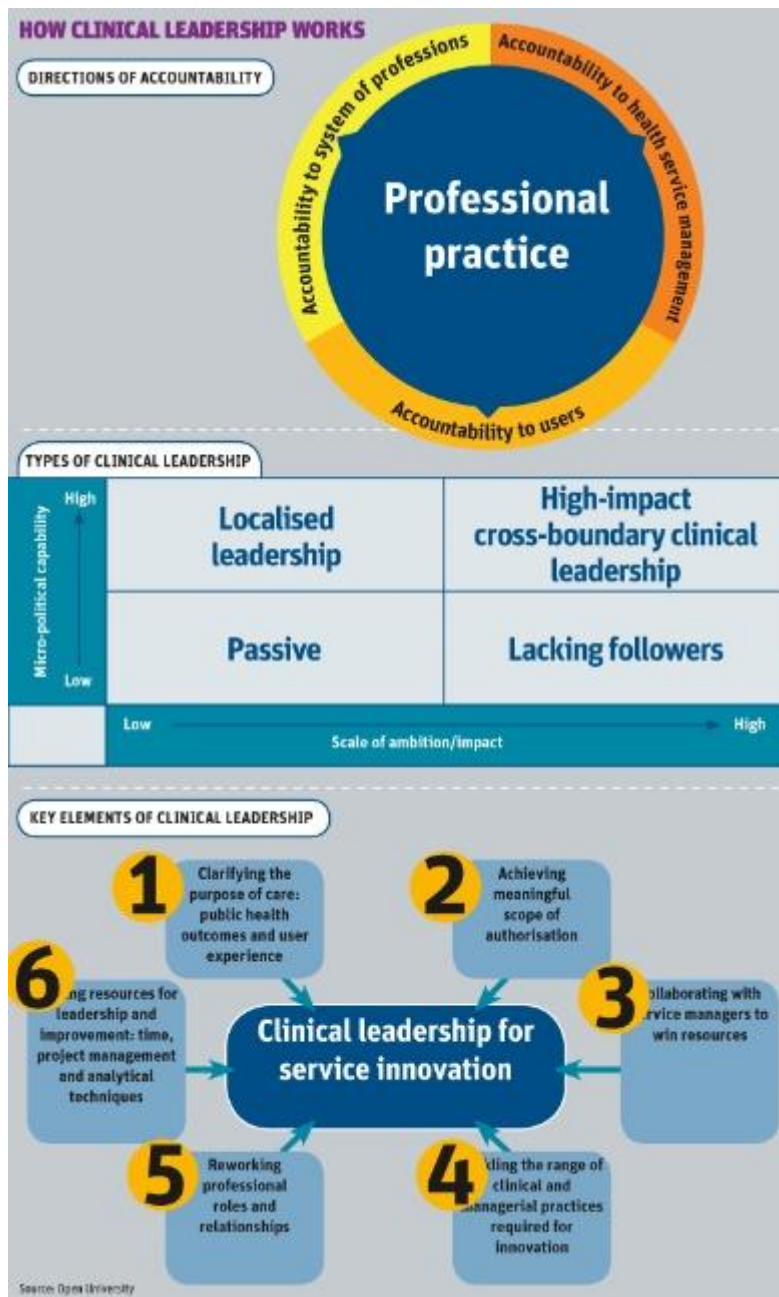 HOW CLINICAL LEADERSHIP WORKS
DIRECTIONS OF ACCOUNTABILITY
Accountability to system of professions
Accountability to health service management
Professional
practice
Accountability to users
TYPES OF CLINICAL LEADERSHIP
Micro-political capability
High
Low
Localised
leadership
High-impact
cross-boundary clinical
leadership
Passive
Lacking followers
Low
High
Scale of ambition/impact
KEY ELEMENTS OF CLINICAL LEADERSHIP
1
Clarifying the
purpose of care:
public health
outcomes and user
experience
2
Achieving
meaningful
scope of
authorisation
3
ollaborating with
rvice managers to
win resources
6
ng resources for
leadership and
improvement: time,
project management
and analytical
techniques
Clinical leadership for
service innovation
5
Reworking
professional
roles and
relationships
4
the range of
clinical and
anagerial practices
required for
innovation
Source: Open University